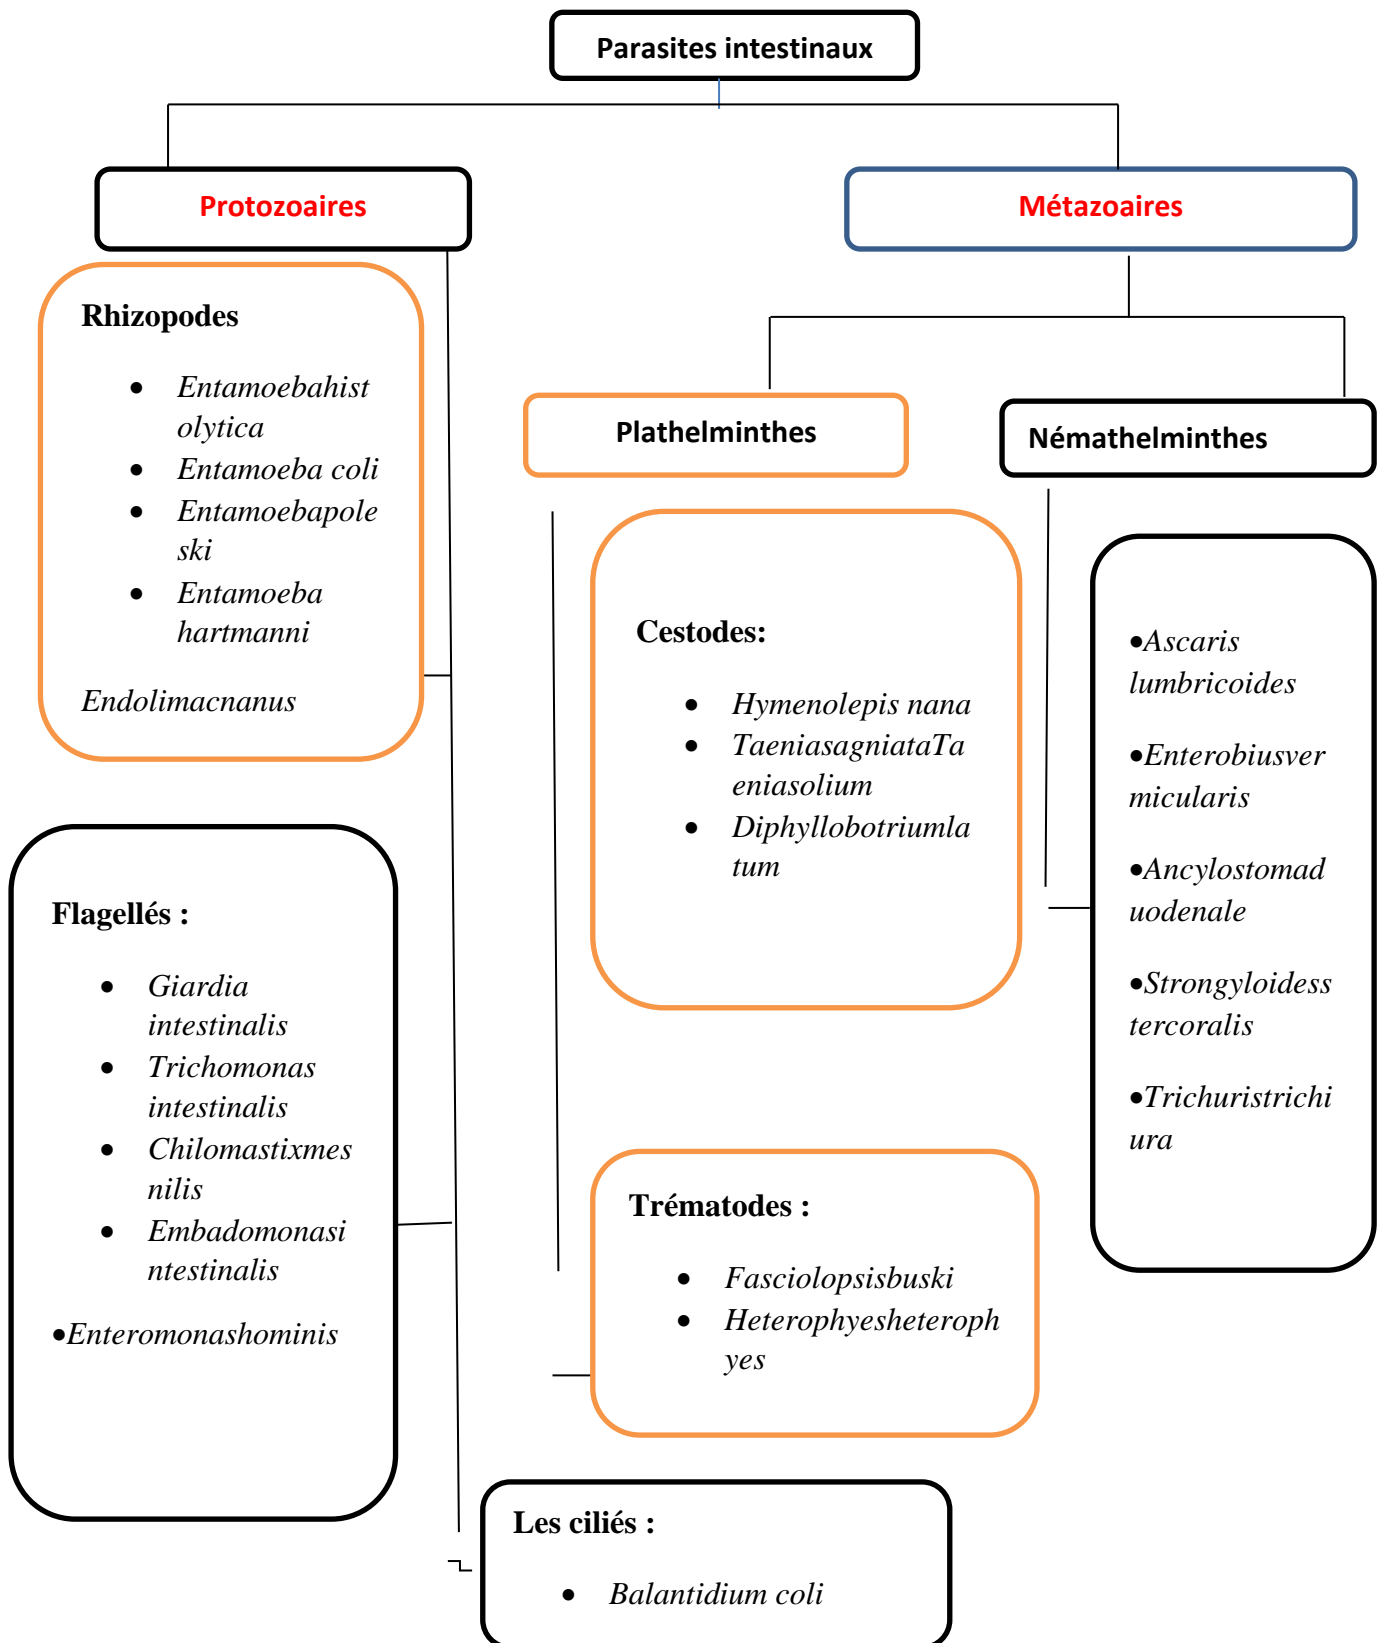 Parasites intestinaux
Protozoaires
Métazoaires
Rhizopodes
• Entamoebahist
olytica
• Entamoeba coli
• Entamoebapole
ski
• Entamoeba
hartmanni
Endolimacnanus
Flagellés :
• Giardia
intestinalis
• Trichomonas
intestinalis
• Chilomastixmes
nilis
• Embadomonasi
ntestinalis
•Enteromonashominis
Les ciliés :
• Balantidium coli
Plathelminthes
Cestodes:
• Hymenolepis nana
• TaeniasagniataTa
eniasolium
• Diphyllobotriumla
tum
Trématodes :
• Fasciolopsisbuski
• Heterophyesheteroph
yes
Némathelminthes
•Ascaris
lumbricoides
•Enterobiusver
micularis
•Ancylostomad
uodenale
•Strongyloidess
tercoralis
•Trichuristrichi
ura